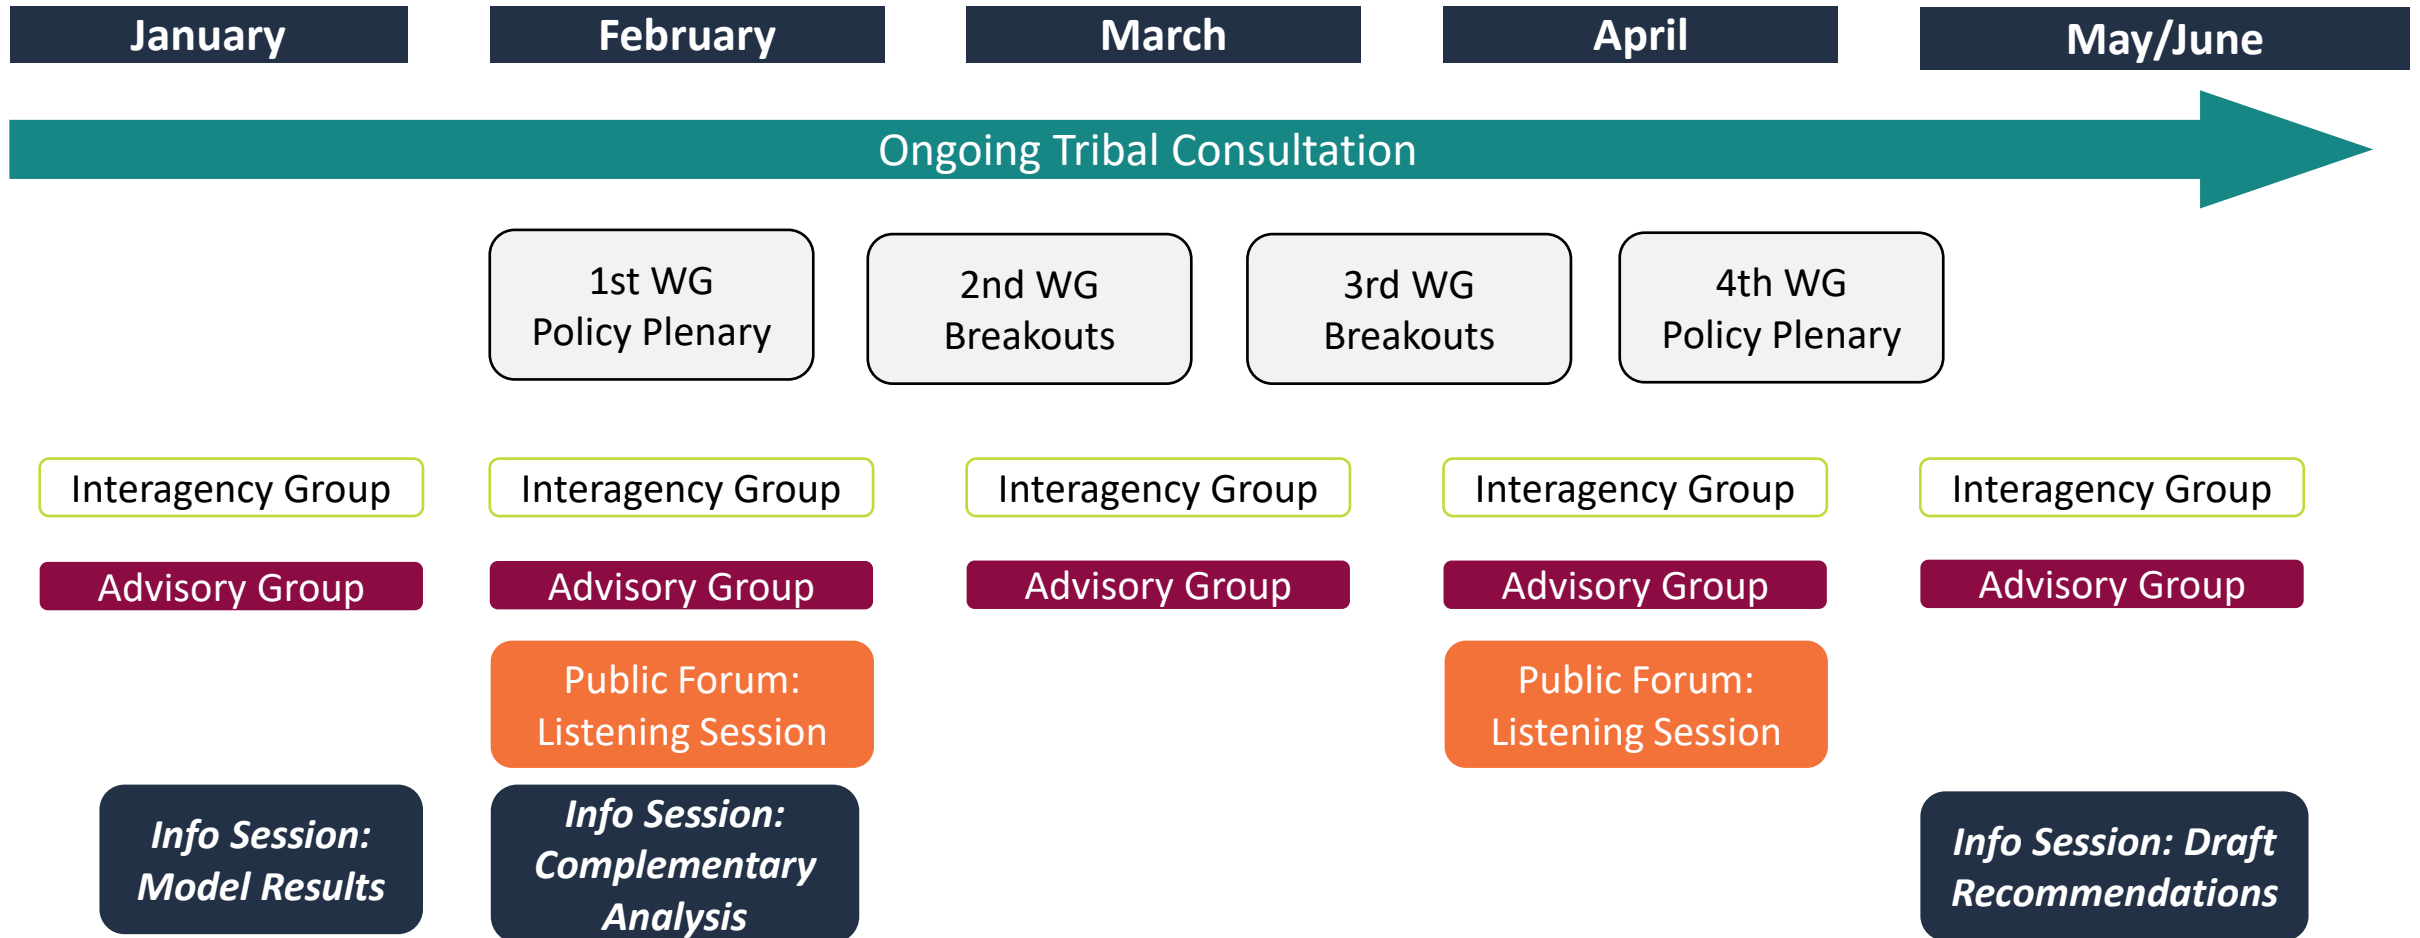 January
February
March
April
May/June
Ongoing Tribal Consultation
1st WG
Policy Plenary
2nd WG
Breakouts
3rd WG
Breakouts
4th WG
Policy Plenary
Interagency Group
Interagency Group
Interagency Group
Interagency Group
Interagency Group
Advisory Group
Advisory Group
Advisory Group
Advisory Group
Advisory Group
Public Forum:
Listening Session
Public Forum:
Listening Session
Info Session:
Model Results
Info Session:
Complementary
Analysis
Info Session: Draft
Recommendations